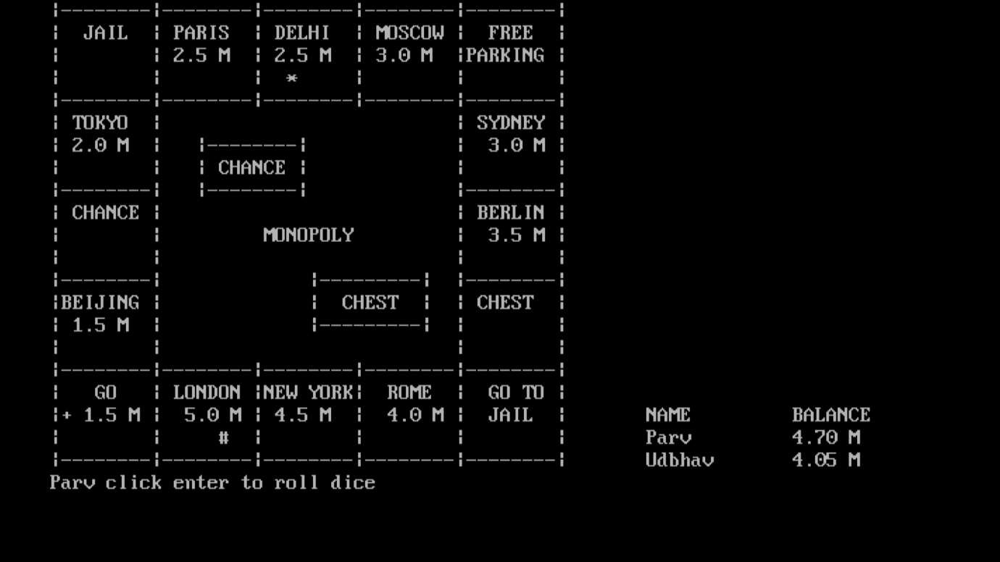 ¦--------¦--------¦--------¦--------¦--------¦
¦  JAIL  ¦ PARIS  ¦ DELHI  ¦ MOSCOW ¦  FREE  ¦
¦        ¦ 2.5 M  ¦ 2.5 M  ¦ 3.0 M  ¦PARKING ¦
¦        ¦        ¦  *     ¦        ¦        ¦
¦--------¦--------¦--------¦--------¦--------¦
¦ TOKYO  ¦                          ¦ SYDNEY ¦
¦ 2.0 M  ¦   ¦--------¦             ¦  3.0 M ¦
¦        ¦   ¦ CHANCE ¦             ¦        ¦
¦--------¦   ¦--------¦             ¦--------¦
¦ CHANCE ¦                          ¦ BERLIN ¦
¦        ¦         MONOPOLY         ¦  3.5 M ¦
¦        ¦                          ¦        ¦
¦--------¦             ¦---------¦  ¦--------¦
¦BEIJING ¦             ¦  CHEST  ¦  ¦ CHEST  ¦
¦ 1.5 M  ¦             ¦---------¦  ¦        ¦
¦        ¦                          ¦        ¦
¦--------¦--------¦--------¦--------¦--------¦
¦   GO   ¦ LONDON ¦NEW YORK¦  ROME  ¦  GO TO ¦
¦+ 1.5 M ¦  5.0 M ¦ 4.5 M  ¦  4.0 M ¦  JAIL  ¦       NAME         BALANCE
¦        ¦     #  ¦        ¦        ¦        ¦       Parv         4.70 M
¦--------¦--------¦--------¦--------¦--------¦       Udbhav       4.05 M
Parv click enter to roll dice